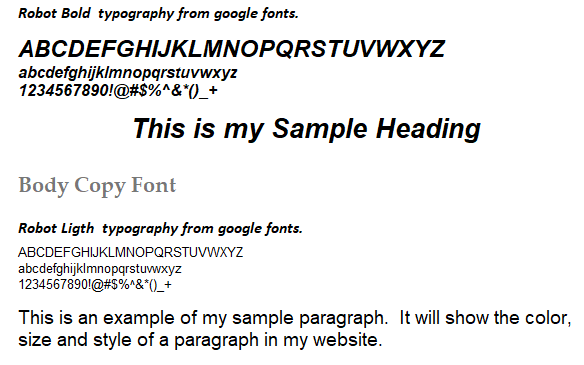 Robot Bold  typography from google fonts.
ABCDEFGHIJKLMNOPQRSTUVWXYZ
abcdefghijklmnopqrstuvwxyz
1234567890!@#$%^&*()_+
This is my Sample Heading
Body Copy Font
Robot Ligth  typography from google fonts.
ABCDEFGHIJKLMNOPQRSTUVWXYZ
abcdefghijklmnopqrstuvwxyz
1234567890!@#$%^&*()_+
This is an example of my sample paragraph.  It will show the color,
size and style of a paragraph in my website.